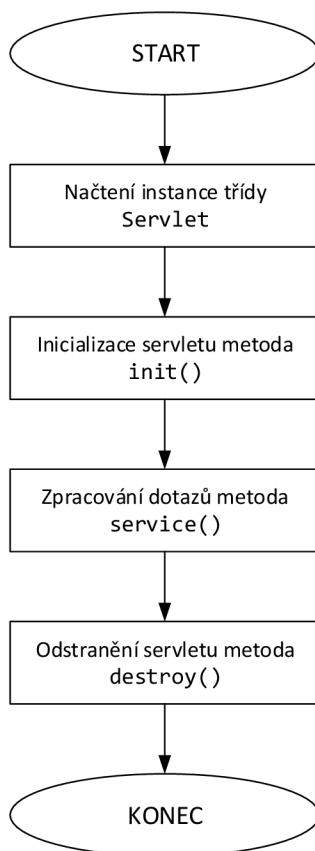 START
Načtení instance třídy
Servlet
Inicializace servletu metoda
init()
Zpracování dotazů metoda
service()
Odstranění servletu metoda
destroy()
KONEC